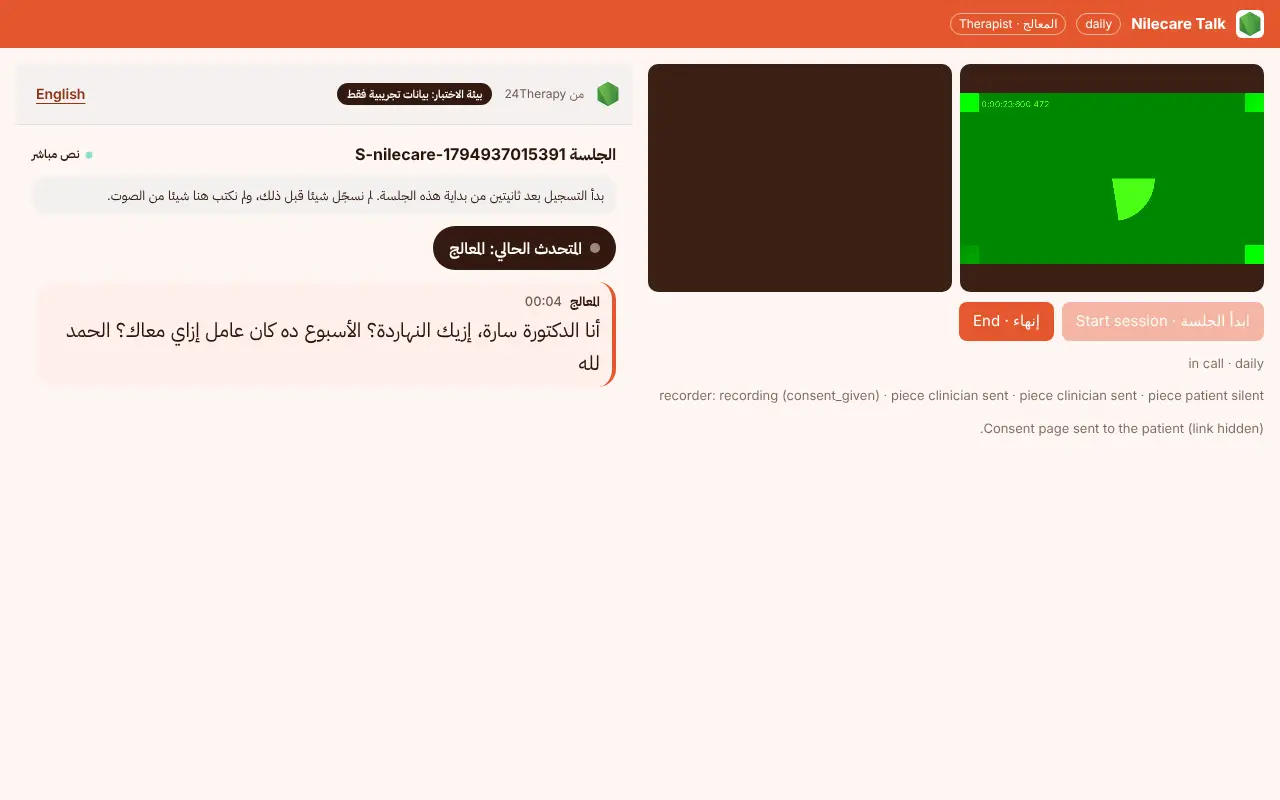 Nilecare Talk
daily
Therapist · المعالج
0:00:23:600 472
ابدأ الجلسة · Start session
إنهاء · End
in call · daily
recorder: recording (consent_given) · piece clinician sent · piece clinician sent · piece patient silent
Consent page sent to the patient (link hidden).
من 24Therapy
بيئة الاختبار: بيانات تجريبية فقط
English
الجلسة S-nilecare-1794937015391
نص مباشر
بدأ التسجيل بعد ثانيتين من بداية هذه الجلسة. لم نسجّل شيئا قبل ذلك، ولم نكتب هنا شيئا من الصوت.
المتحدث الحالي: المعالج
المعالج 00:04
أنا الدكتورة سارة، إزيك النهاردة؟ الأسبوع ده كان عامل إزاي معاك؟ الحمد
لله